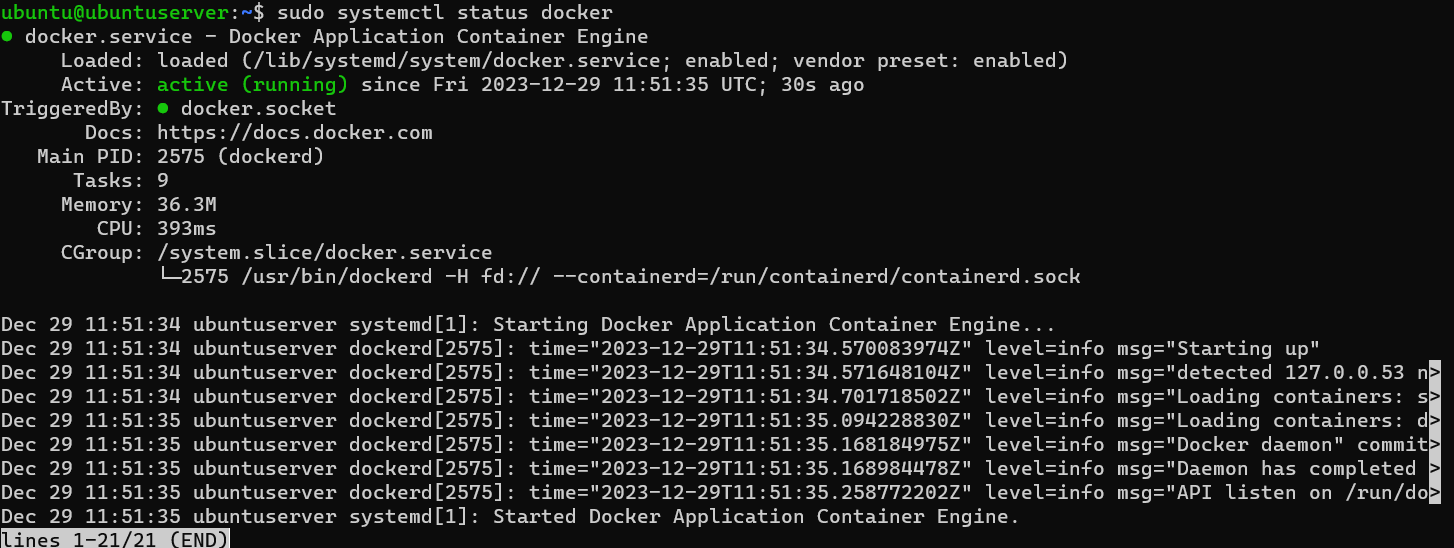 ubuntu@ubuntuserver:~$ sudo systemctl status docker
● docker.service - Docker Application Container Engine
     Loaded: loaded (/lib/systemd/system/docker.service; enabled; vendor preset: enabled)
     Active: active (running) since Fri 2023-12-29 11:51:35 UTC; 30s ago
TriggeredBy: ● docker.socket
       Docs: https://docs.docker.com
   Main PID: 2575 (dockerd)
      Tasks: 9
     Memory: 36.3M
        CPU: 393ms
     CGroup: /system.slice/docker.service
             └─2575 /usr/bin/dockerd -H fd:// --containerd=/run/containerd/containerd.sock

Dec 29 11:51:34 ubuntuserver systemd[1]: Starting Docker Application Container Engine...
Dec 29 11:51:34 ubuntuserver dockerd[2575]: time="2023-12-29T11:51:34.570083974Z" level=info msg="Starting up"
Dec 29 11:51:34 ubuntuserver dockerd[2575]: time="2023-12-29T11:51:34.571648104Z" level=info msg="detected 127.0.0.53 n>
Dec 29 11:51:34 ubuntuserver dockerd[2575]: time="2023-12-29T11:51:34.701718502Z" level=info msg="Loading containers: s>
Dec 29 11:51:35 ubuntuserver dockerd[2575]: time="2023-12-29T11:51:35.094228830Z" level=info msg="Loading containers: d>
Dec 29 11:51:35 ubuntuserver dockerd[2575]: time="2023-12-29T11:51:35.168184975Z" level=info msg="Docker daemon" commit>
Dec 29 11:51:35 ubuntuserver dockerd[2575]: time="2023-12-29T11:51:35.168984478Z" level=info msg="Daemon has completed >
Dec 29 11:51:35 ubuntuserver dockerd[2575]: time="2023-12-29T11:51:35.258772202Z" level=info msg="API listen on /run/do>
Dec 29 11:51:35 ubuntuserver systemd[1]: Started Docker Application Container Engine.
lines 1-21/21 (END)